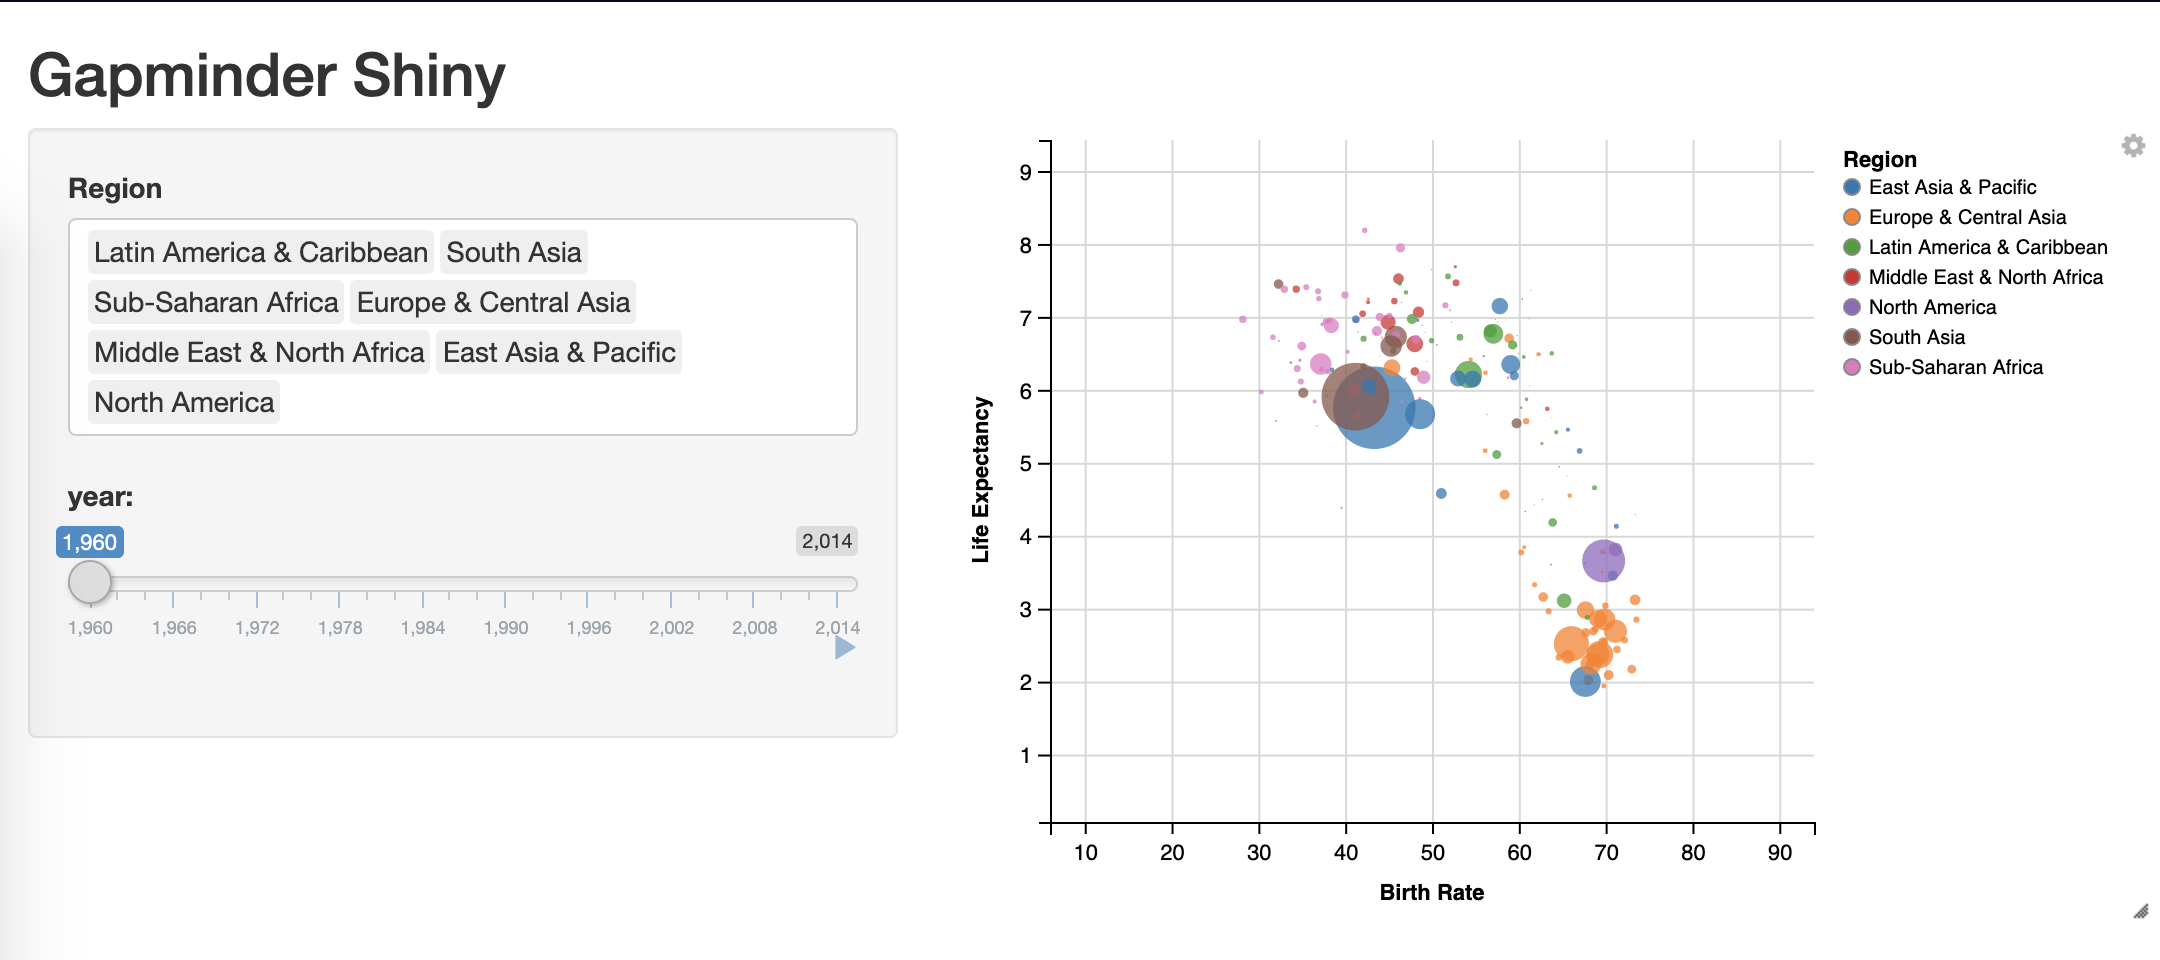 Gapminder Shiny
Region
Latin America & Caribbean South Asia
Sub-Saharan Africa Europe & Central Asia
Middle East & North Africa East Asia & Pacific
North America
year:
1,960 2,014
1,960 1,966 1,972 1,978 1,984 1,990 1,996 2,002 2,008 2,014
Life Expectancy
9
8
7
6
5
4
3
2
1
10 20 30 40 50 60 70 80 90
Birth Rate
Region
East Asia & Pacific
Europe & Central Asia
Latin America & Caribbean
Middle East & North Africa
North America
South Asia
Sub-Saharan Africa